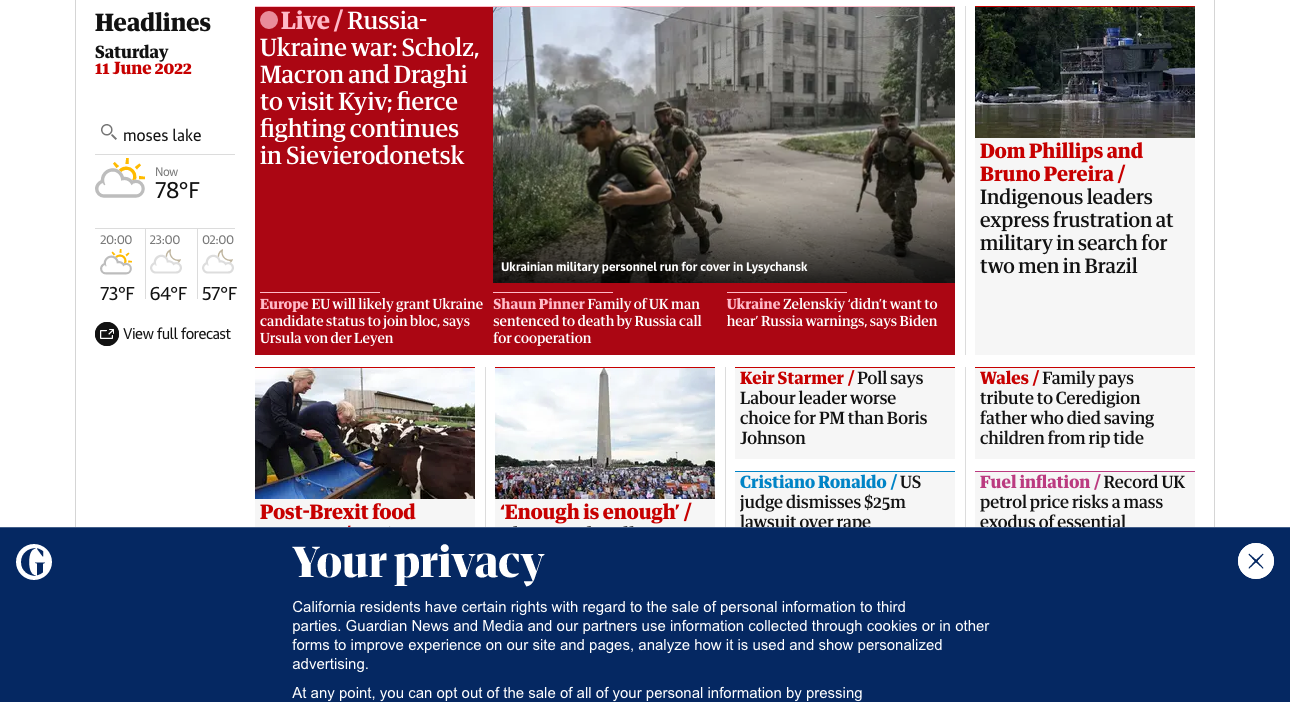 Headlines
Saturday
11 June 2022
moses lake
Now
78°F
20:00
23:00
02:00
73°F
64°F
57°F
View full forecast
Live / Russia-
Ukraine war: Scholz,
Macron and Draghi
to visit Kyiv; fierce
fighting continues
in Sievierodonetsk
Ukrainian military personnel run for cover in Lysychansk
Europe EU will likely grant Ukraine
candidate status to join bloc, says
Ursula von der Leyen
Shaun Pinner Family of UK man
sentenced to death by Russia call
for cooperation
Ukraine Zelenskiy ‘didn’t want to
hear’ Russia warnings, says Biden
Dom Phillips and
Bruno Pereira /
Indigenous leaders
express frustration at
military in search for
two men in Brazil
Post-Brexit food
‘Enough is enough’ /
Keir Starmer / Poll says
Labour leader worse
choice for PM than Boris
Johnson
Cristiano Ronaldo / US
judge dismisses $25m
lawsuit over rape
Wales / Family pays
tribute to Ceredigion
father who died saving
children from rip tide
Fuel inflation / Record UK
petrol price risks a mass
exodus of essential
G
Your privacy
California residents have certain rights with regard to the sale of personal information to third
parties. Guardian News and Media and our partners use information collected through cookies or in other
forms to improve experience on our site and pages, analyze how it is used and show personalized
advertising.
At any point, you can opt out of the sale of all of your personal information by pressing